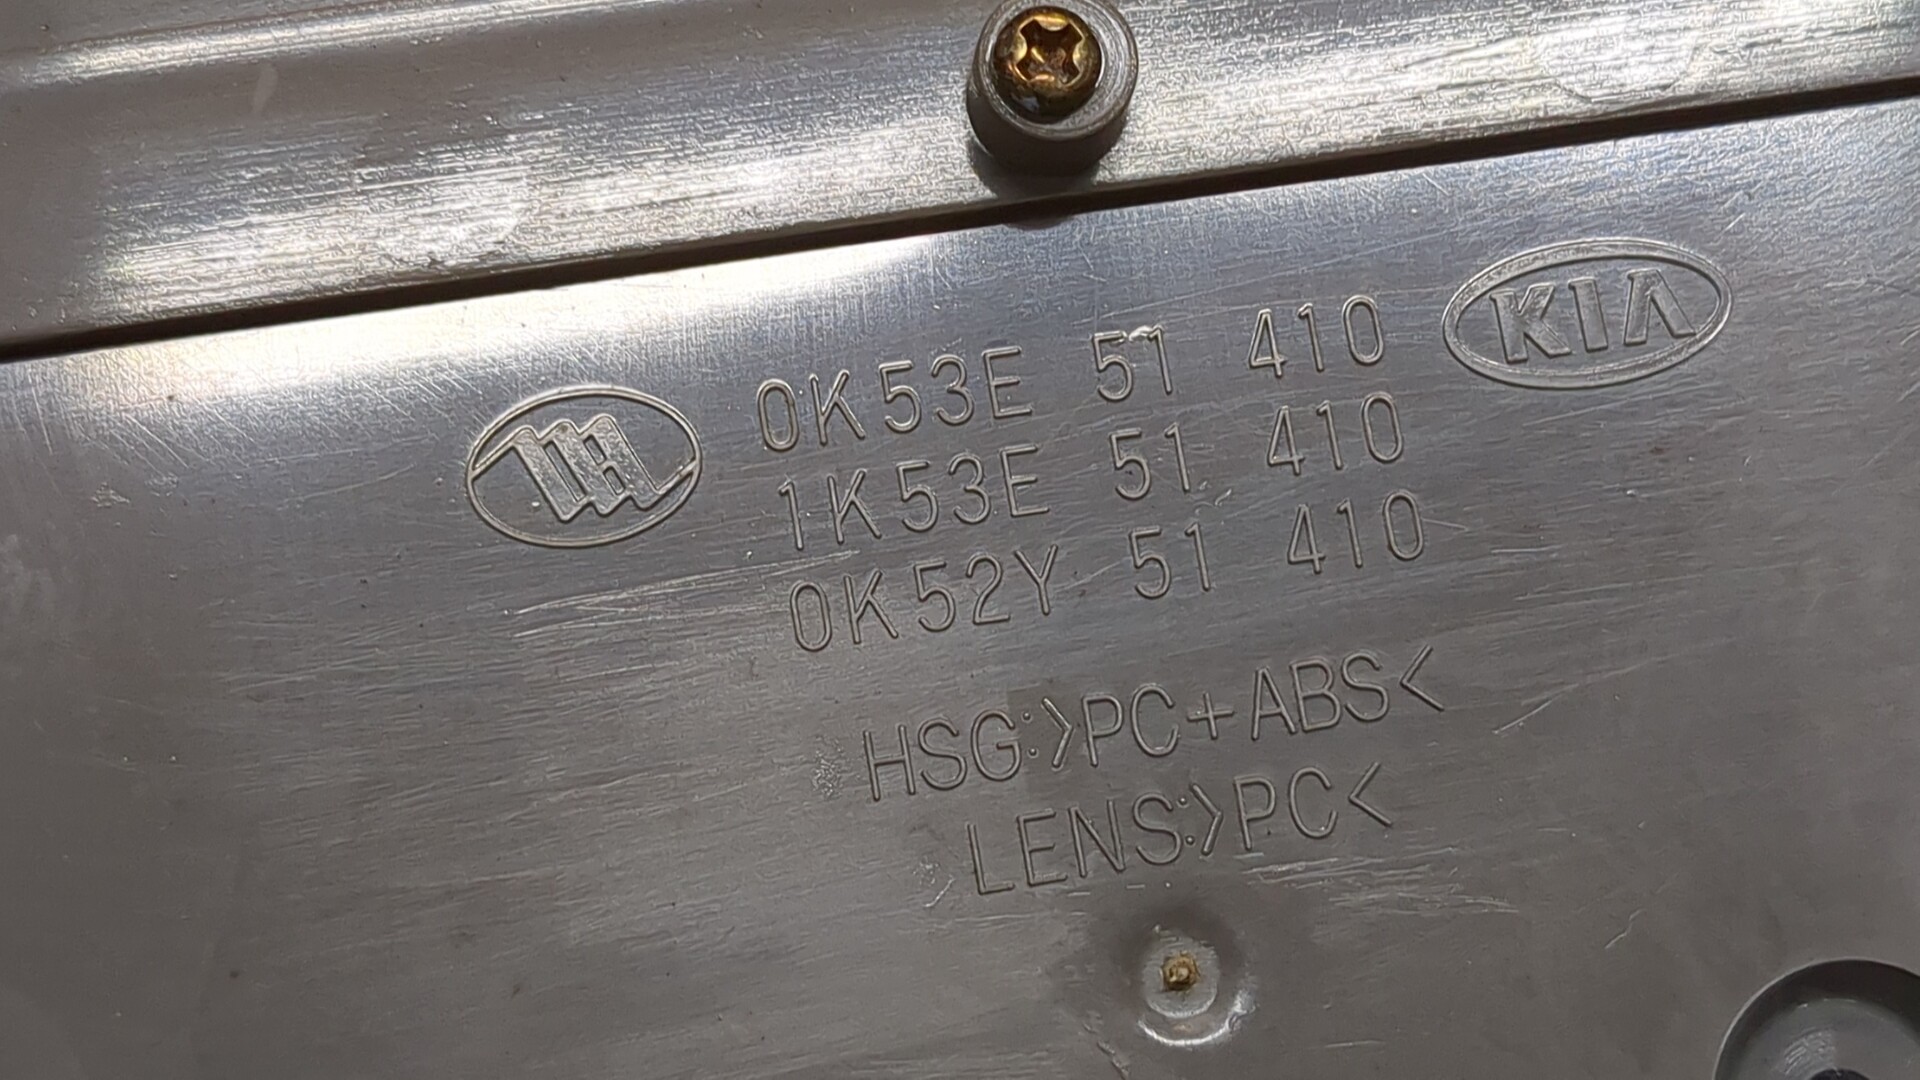 0K53E 51 410
KIA
1K53E 51 410
0K52Y 51 410
HSG:>PC+ABS<
LENS:>PC<